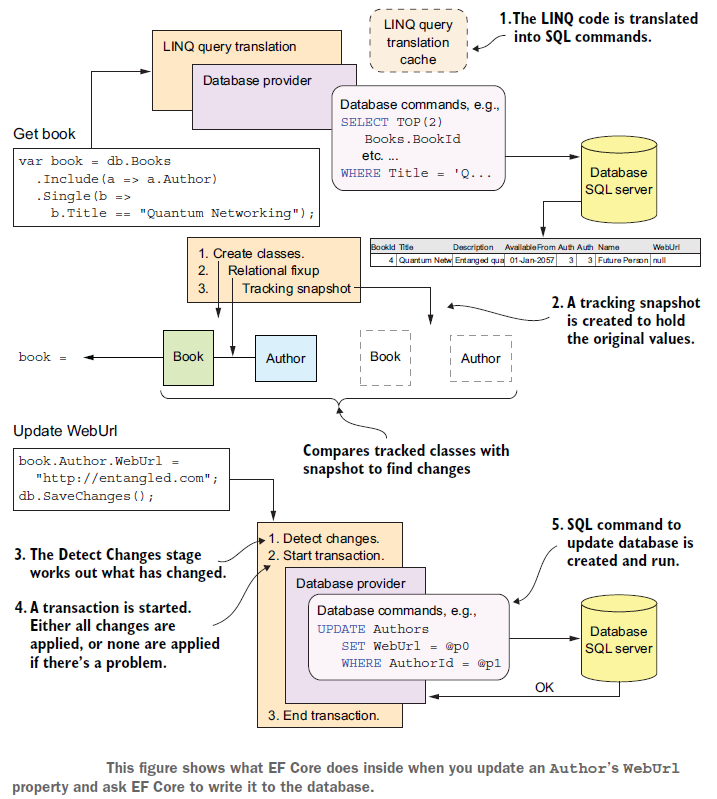 LINQ query translation
LINQ query
translation
cache
1. The LINQ code is translated
into SQL commands.
Database provider
Database commands, e.g.,
SELECT TOP(2)
Books.BookId
etc. ...
WHERE Title = 'Q...
Get book
var book = db.Books
.Include(a => a.Author)
.Single(b =>
b.Title == "Quantum Networking");
Database
SQL server
BookId Title Description AvailableFrom Auth Auth Name WebUrl
4 Quantum Netw Entanged qua 01-Jan-2057 3 3 Future Person null
1. Create classes.
2. Relational fixup
3. Tracking snapshot
2. A tracking snapshot
is created to hold
the original values.
book =
Book
Author
Book
Author
Compares tracked classes with
snapshot to find changes
Update WebUrl
book.Author.WebUrl =
"http://entangled.com";
db.SaveChanges();
1. Detect changes.
2. Start transaction.
3. The Detect Changes stage
works out what has changed.
4. A transaction is started.
Either all changes are
applied, or none are applied
if there's a problem.
Database provider
Database commands, e.g.,
UPDATE Authors
SET WebUrl = @p0
WHERE AuthorId = @p1
5. SQL command to
update database is
created and run.
Database
SQL server
OK
3. End transaction.
This figure shows what EF Core does inside when you update an Author's WebUrl
property and ask EF Core to write it to the database.